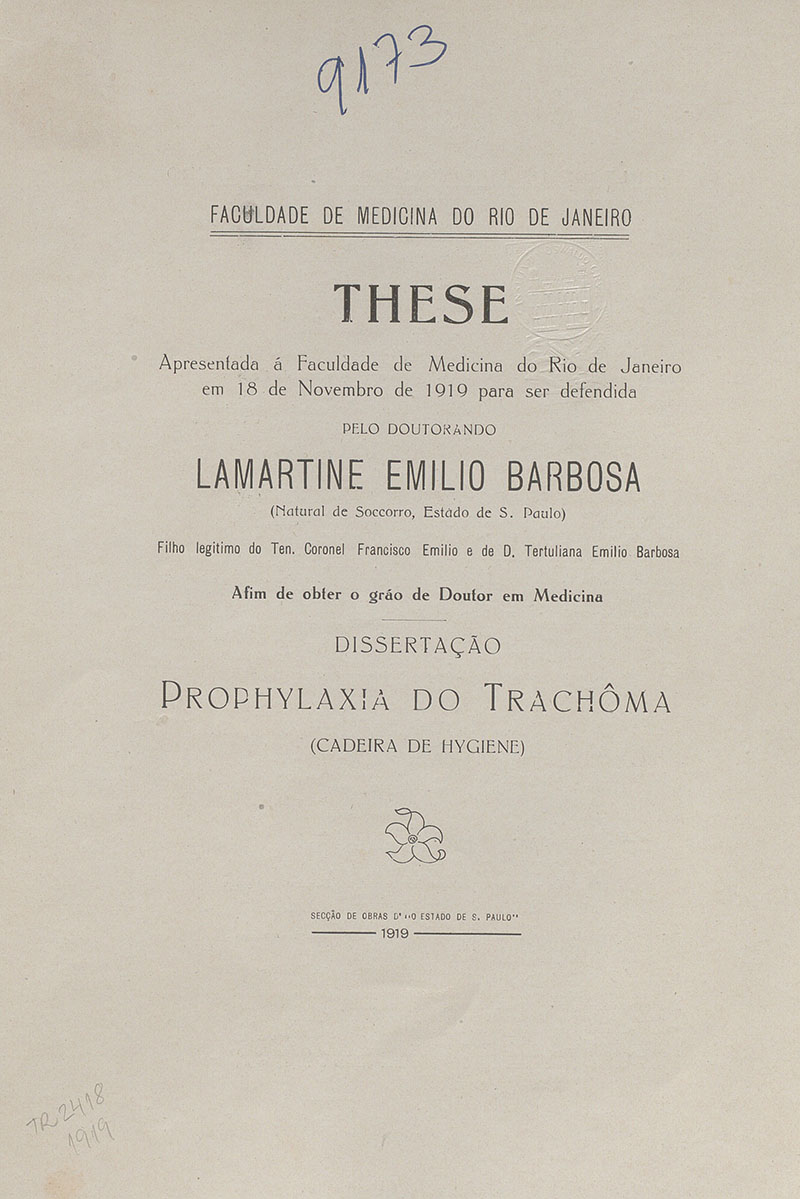 9173
FACULDADE DE MEDICINA DO RIO DE JANEIRO
THESE
Apresentada á Faculdade de Medicina do Rio de Janeiro
em 18 de Novembro de 1919 para ser defendida
PELO DOUTORANDO
LAMARTINE EMILIO BARBOSA
(Natural de Soccorro, Estado de S. Paulo)
Filho legitimo do Ten. Coronel Francisco Emilio e de D. Tertuliana Emilio Barbosa
Afim de obter o gráo de Doutor em Medicina
DISSERTAÇÃO
PROPHYLAXIA DO TRACHÔMA
(CADEIRA DE HYGIENE)
SECÇÃO DE OBRAS D' "O ESTADO DE S. PAULO"
1919
TR2418
1919